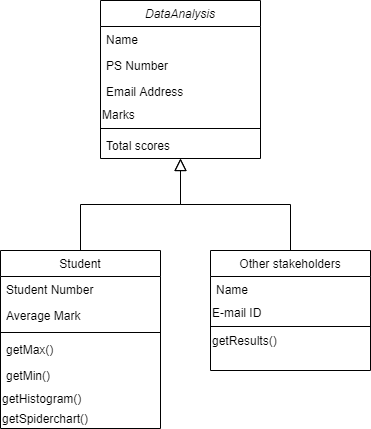 DataAnalysis
Name
PS Number
Email Address
Marks
Total scores
Student
Student Number
Average Mark
getMax()
getMin()
getHistogram()
getSpiderchart()
Other stakeholders
Name
E-mail ID
getResults()